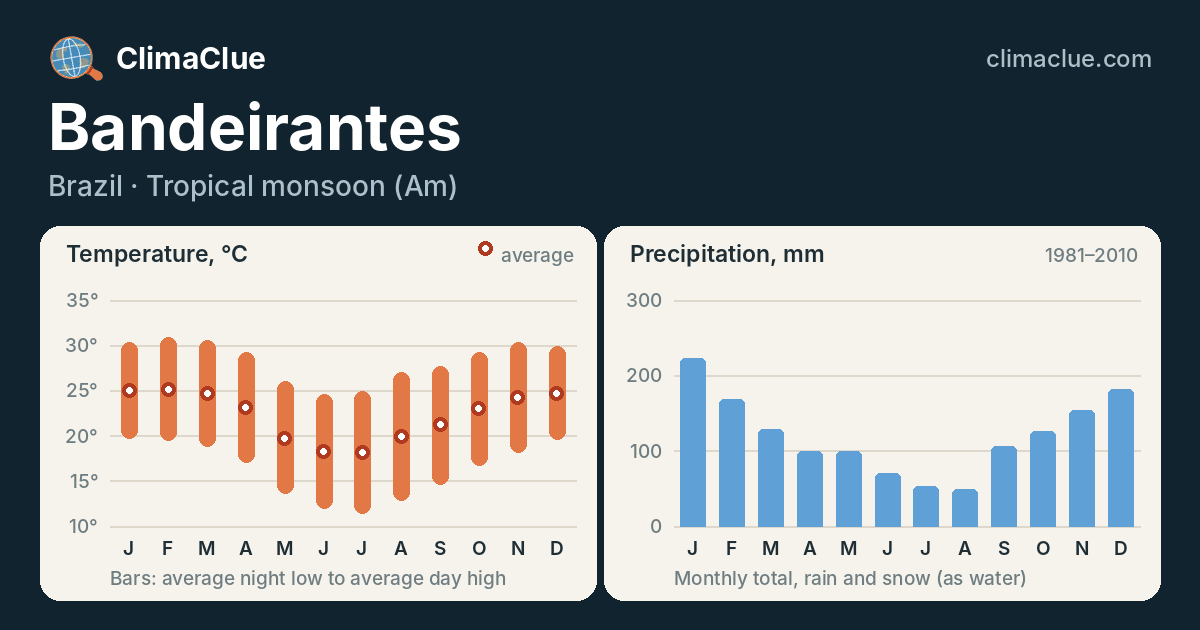 ClimaClue
climaclue.com
Bandeirantes
Brazil · Tropical monsoon (Am)
Temperature, °C
average
35°
30°
25°
20°
15°
10°
J F M A M J J A S O N D
Bars: average night low to average day high
Precipitation, mm
1981–2010
300
200
100
0
J F M A M J J A S O N D
Monthly total, rain and snow (as water)